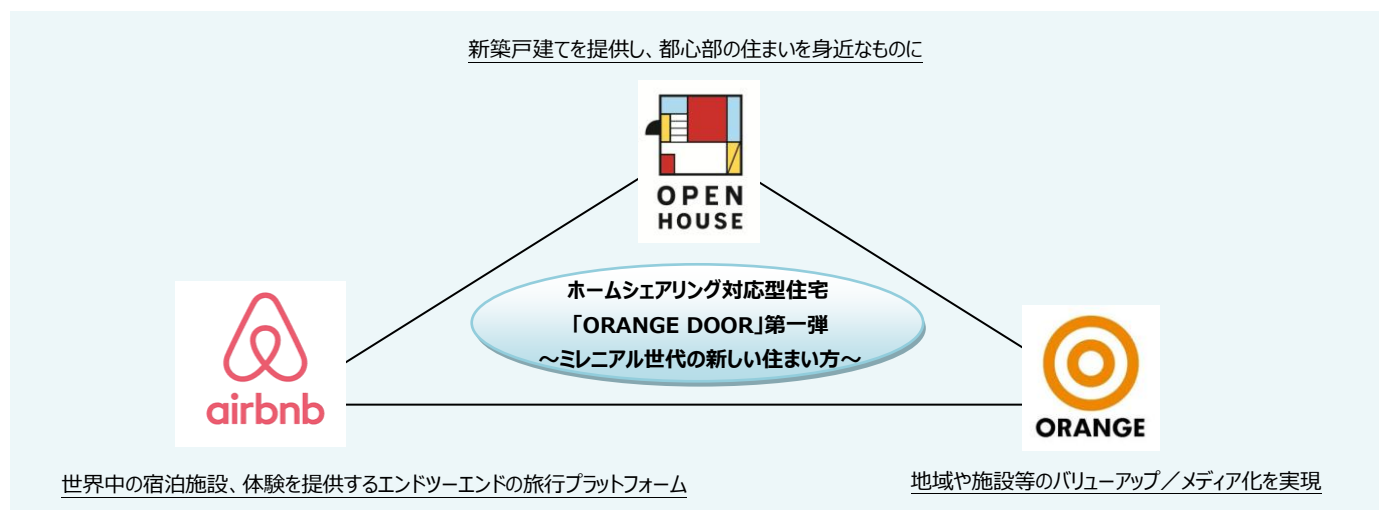 新築戸建てを提供し、都心部の住まいを身近なものに
OPEN
HOUSE
ホームシェアリング対応型住宅
「ORANGE DOOR」第一弾
～ミレニアル世代の新しい住まい方～
airbnb
ORANGE
世界中の宿泊施設、体験を提供するエンドツーエンドの旅行プラットフォーム
地域や施設等のバリューアップ／メディア化を実現